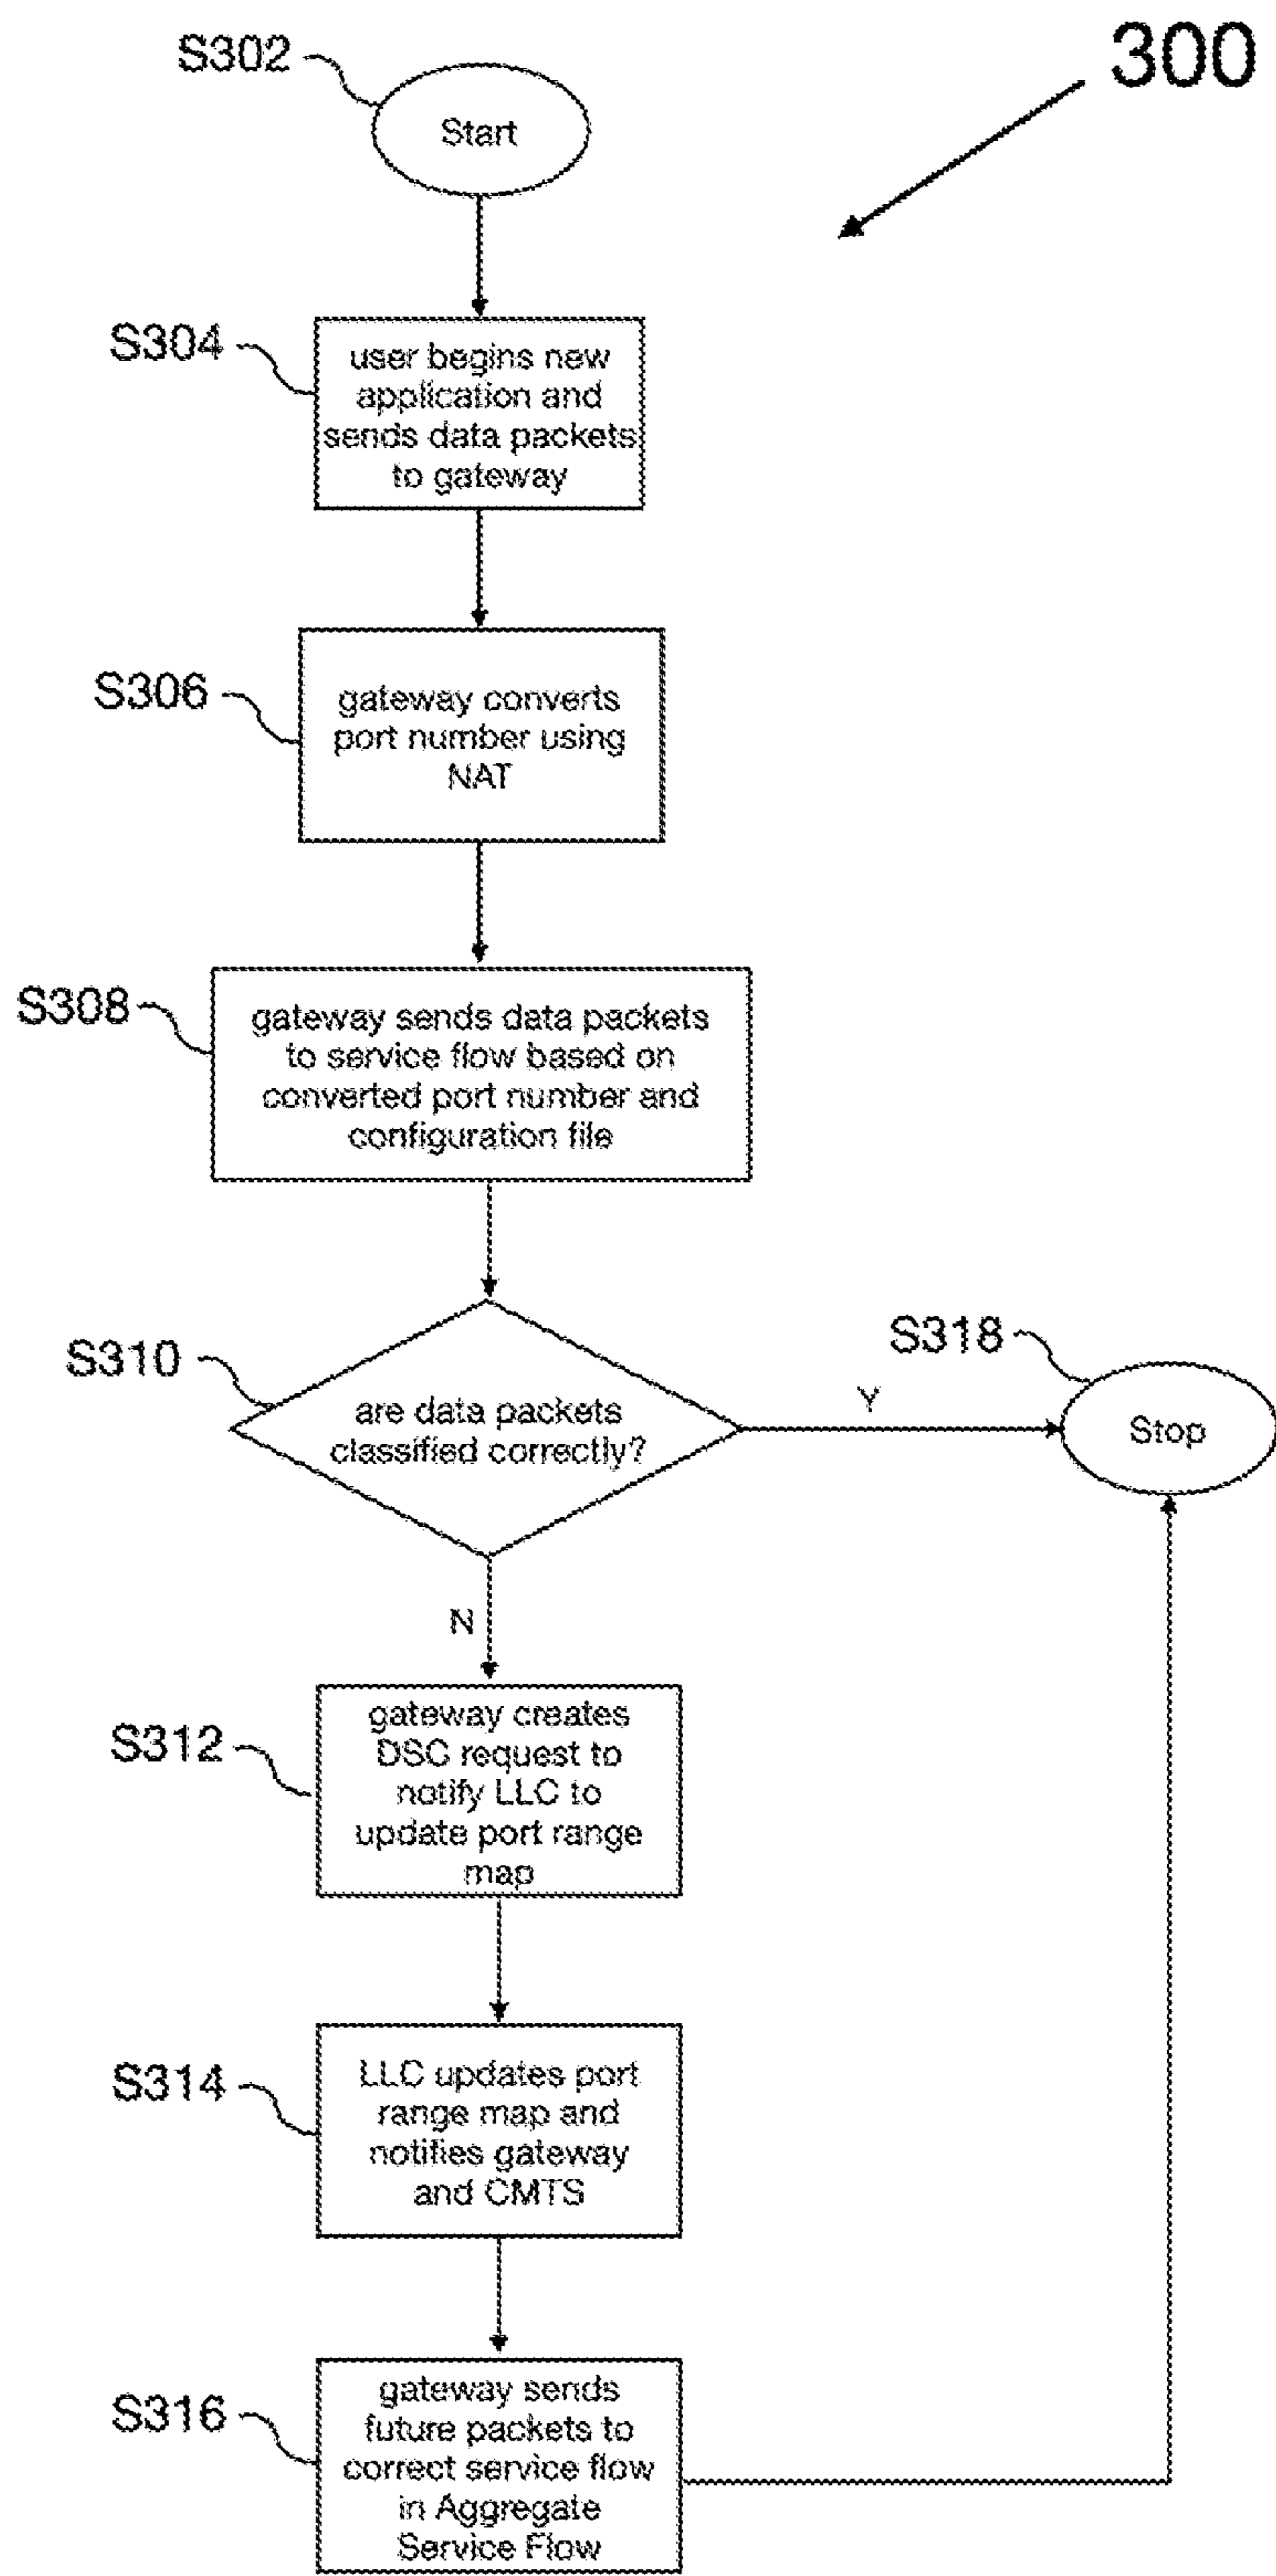 300
S302
Start
S304
user begins new
application and
sends data packets
to gateway
S306
gateway converts
port number using
NAT
S308
gateway sends data packets
to service flow based on
converted port number and
configuration file
S310
are data packets
classified correctly?
Y
S318
Stop
N
S312
gateway creates
DSC request to
notify LLC to
update port range
map
S314
LLC updates port
range map and
notifies gateway
and CMTS
S316
gateway sends
future packets to
correct service flow
in Aggregate
Service Flow